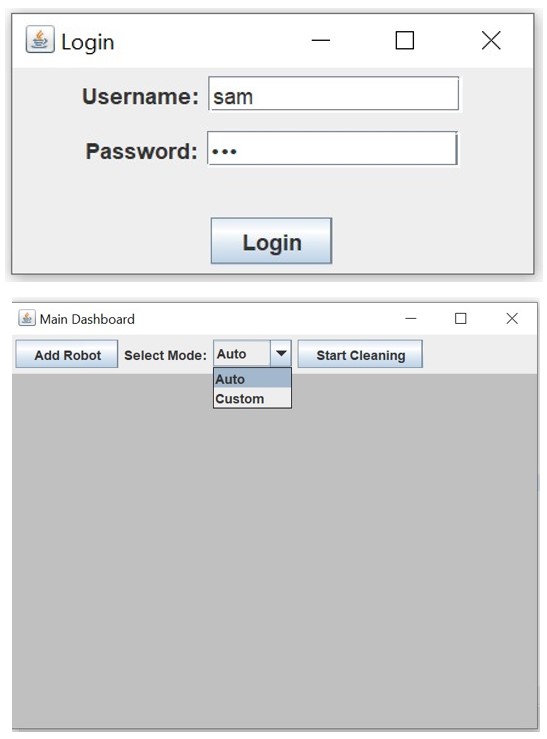 Login
Username: sam
Password: •••
Login
Main Dashboard
Add Robot Select Mode: Auto Start Cleaning
Auto
Custom